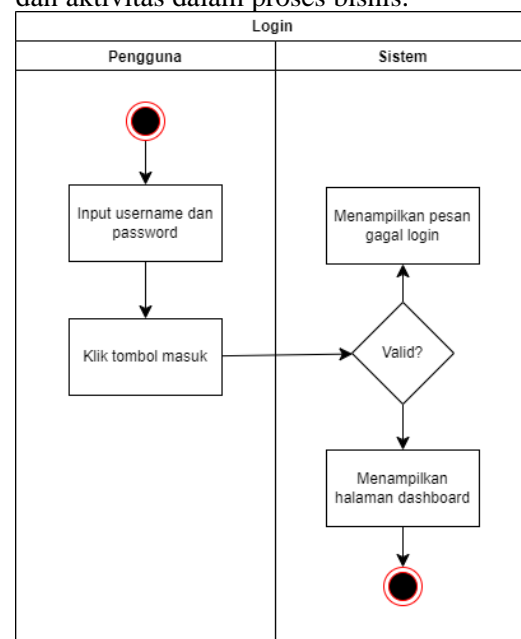 dan aktivitas dalam proses bisnis.
Login
Pengguna
Sistem
Input username dan
password
Menampilkan pesan
gagal login
Klik tombol masuk
Valid?
Menampilkan
halaman dashboard